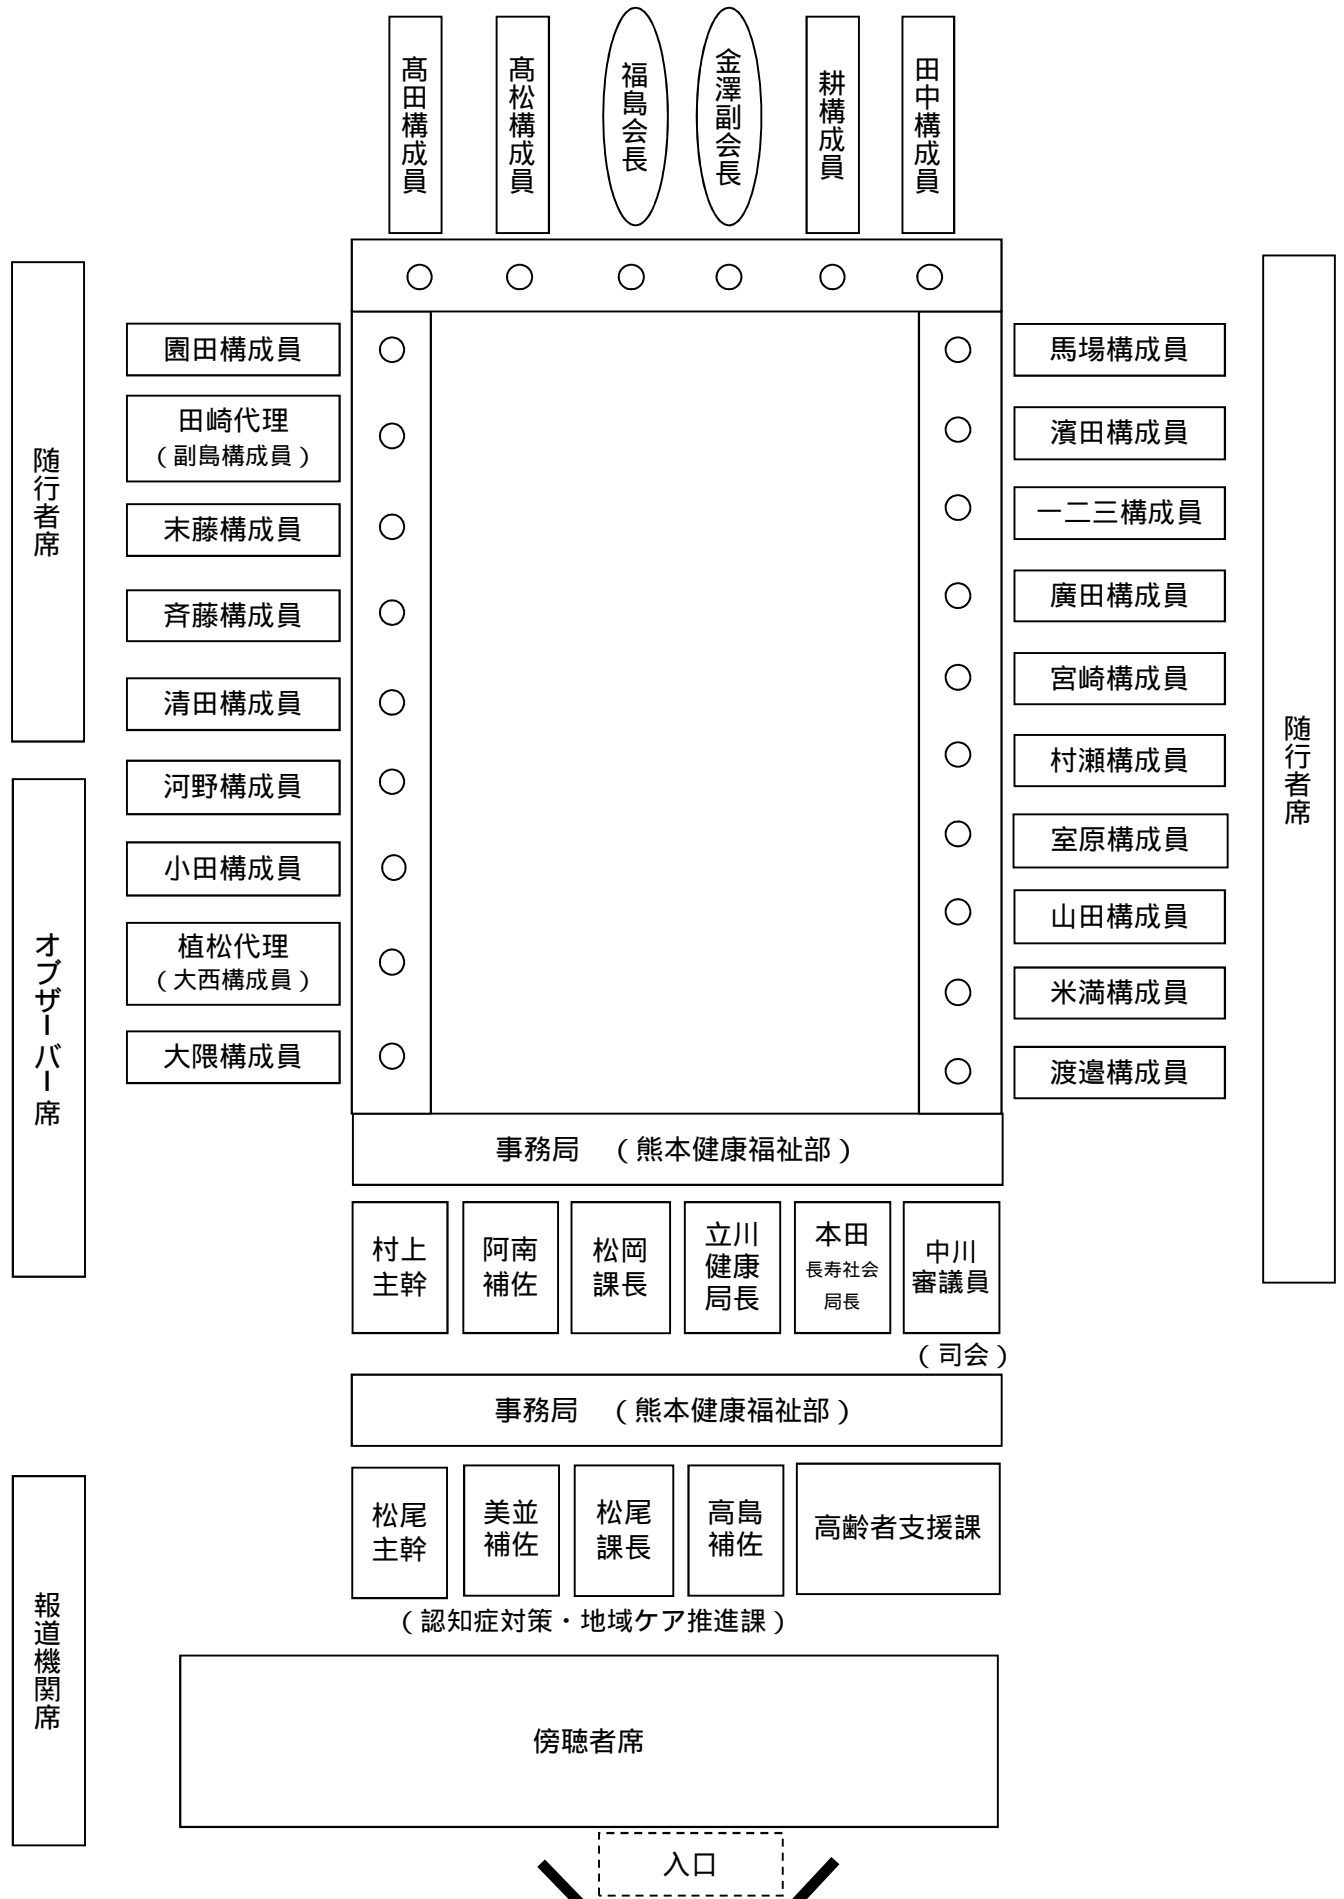 髙田構成員
髙松構成員
福島会長
金澤副会長
耕構成員
田中構成員
随行者席
園田構成員
田崎代理
（副島構成員）
末藤構成員
斉藤構成員
清田構成員
河野構成員
小田構成員
植松代理
（大西構成員）
大隈構成員
オブザーバー席
馬場構成員
濱田構成員
一二三構成員
廣田構成員
宮崎構成員
村瀬構成員
室原構成員
山田構成員
米満構成員
渡邉構成員
随行者席
事務局　（熊本健康福祉部）
村上
主幹
阿南
補佐
松岡
課長
立川
健康
局長
本田
長寿社会
局長
中川
審議員
（司会）
事務局　（熊本健康福祉部）
松尾
主幹
美並
補佐
松尾
課長
高島
補佐
高齢者支援課
（認知症対策・地域ケア推進課）
報道機関席
傍聴者席
入口